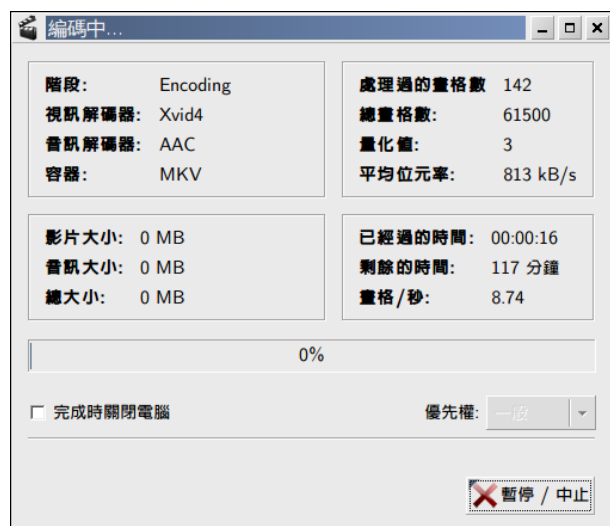 編碼中...
階段: Encoding
視訊解碼器: Xvid4
音訊解碼器: AAC
容器: MKV
處理過的畫格數 142
總畫格數: 61500
量化值: 3
平均位元率: 813 kB/s
影片大小: 0 MB
音訊大小: 0 MB
總大小: 0 MB
已經過的時間: 00:00:16
剩餘的時間: 117 分鐘
畫格/秒: 8.74
0%
完成時關閉電腦
優先權: 一般
暫停 / 中止